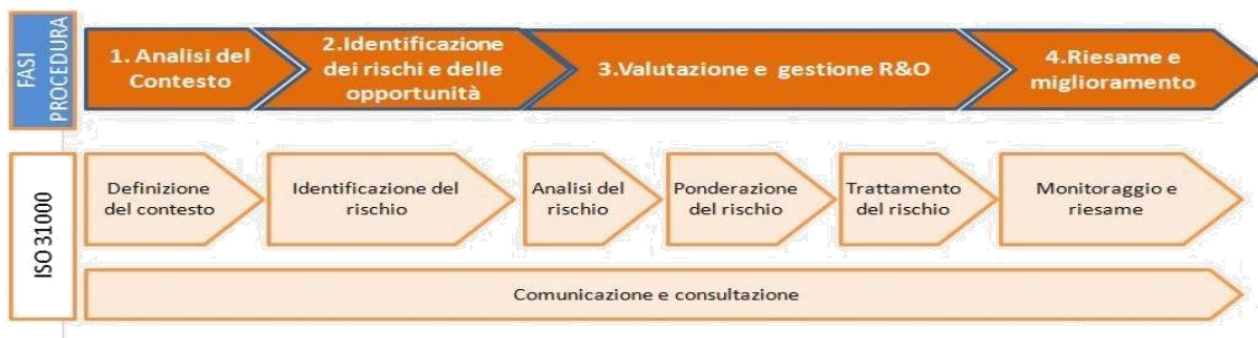 FASI
PROCEDURA
1. Analisi del
Contesto
2.Identificazione
dei rischi e delle
opportunità
3.Valutazione e gestione R&O
4.Riesame e
miglioramento
ISO 31000
Definizione
del contesto
Identificazione del
rischio
Analisi del
rischio
Ponderazione
del rischio
Trattamento
del rischio
Monitoraggio e
riesame
Comunicazione e consultazione